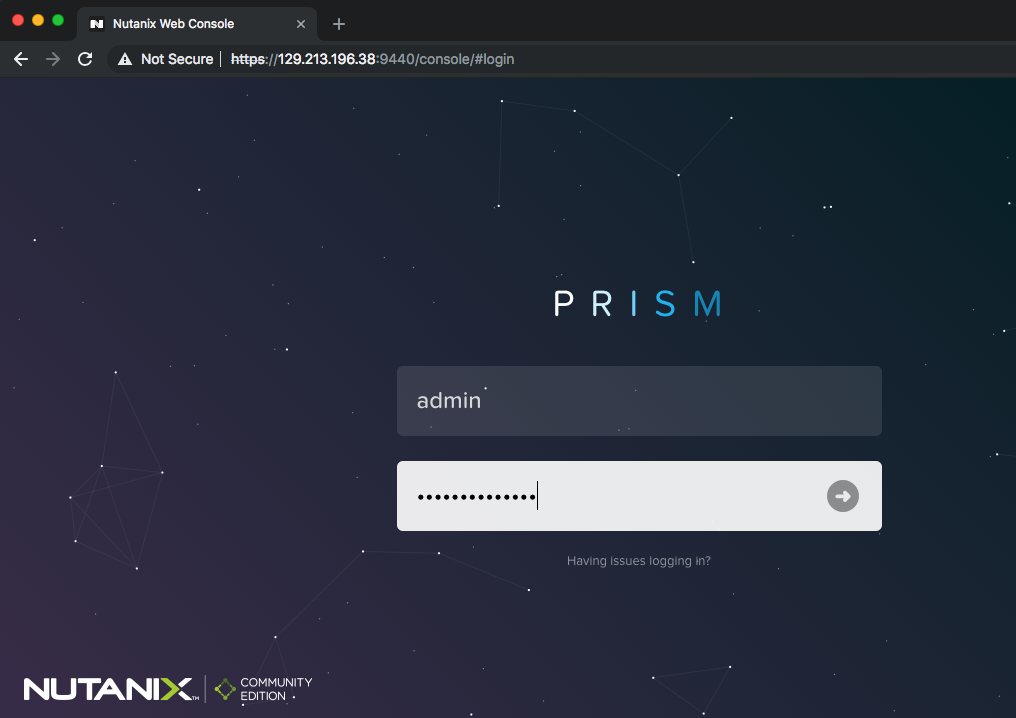 Nutanix Web Console
Not Secure | https://129.213.196.38:9440/console/#login
PRISM
admin
••••••••••••••
Having issues logging in?
NUTANIX™
COMMUNITY
EDITION